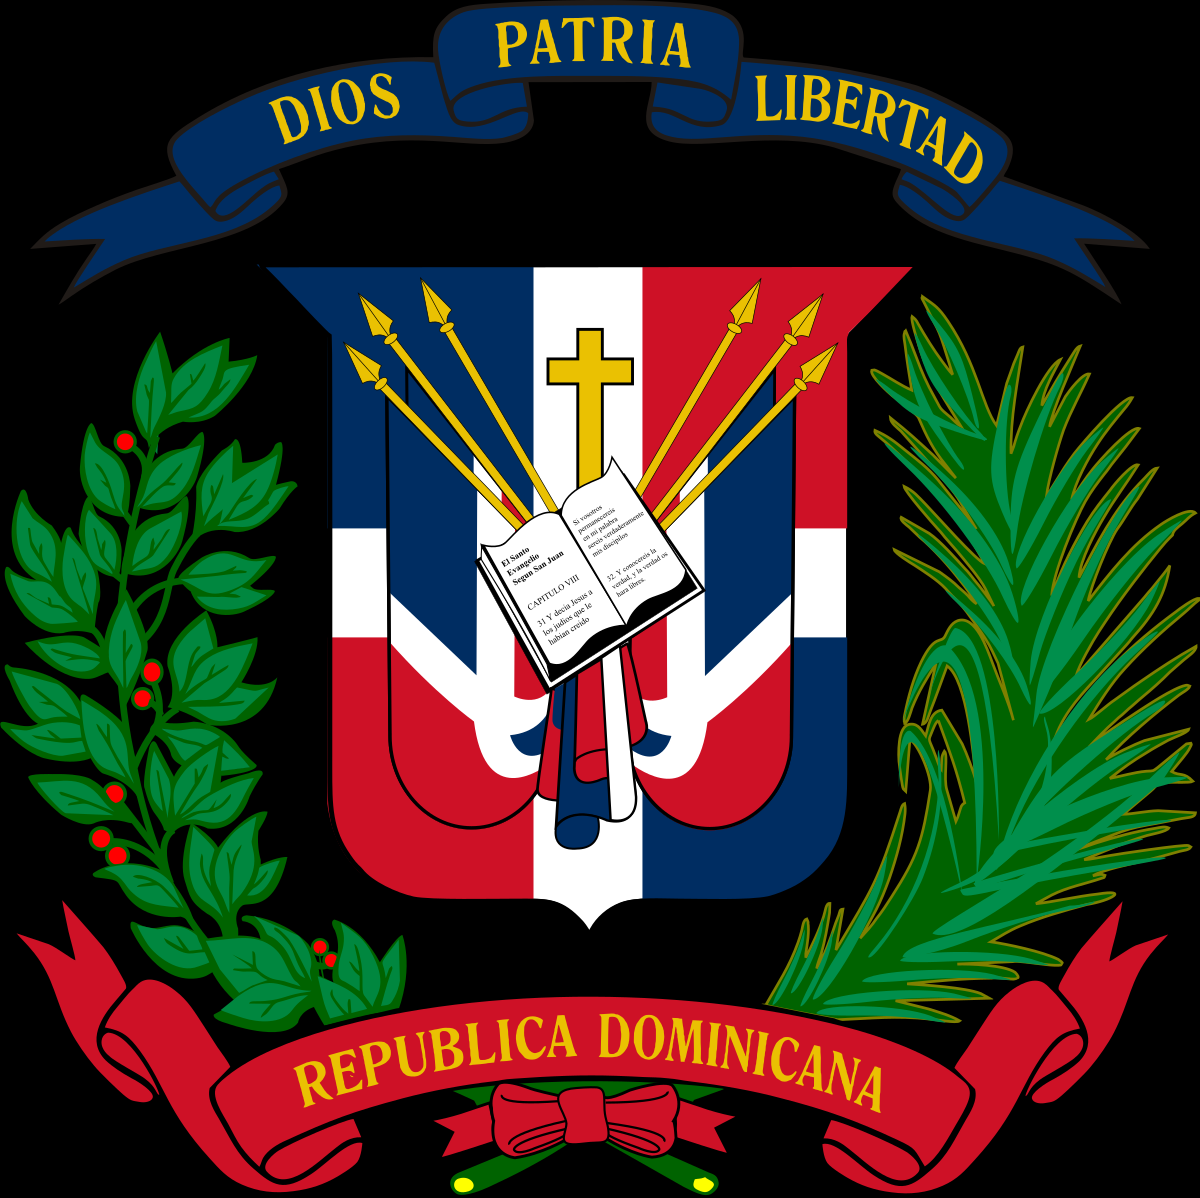 DIOS
PATRIA
LIBERTAD
El Santo
Evangelio
Segun San Juan
CAPITULO VIII
31 Y decia Jesus a
los judios que le
habian creido
Si vosotros
permanecereis
en mi palabra
sereis verdaderamente
mis discipilos
32. Y conocereis la
verdad, y la verdad os
hara libres.
REPUBLICA DOMINICANA